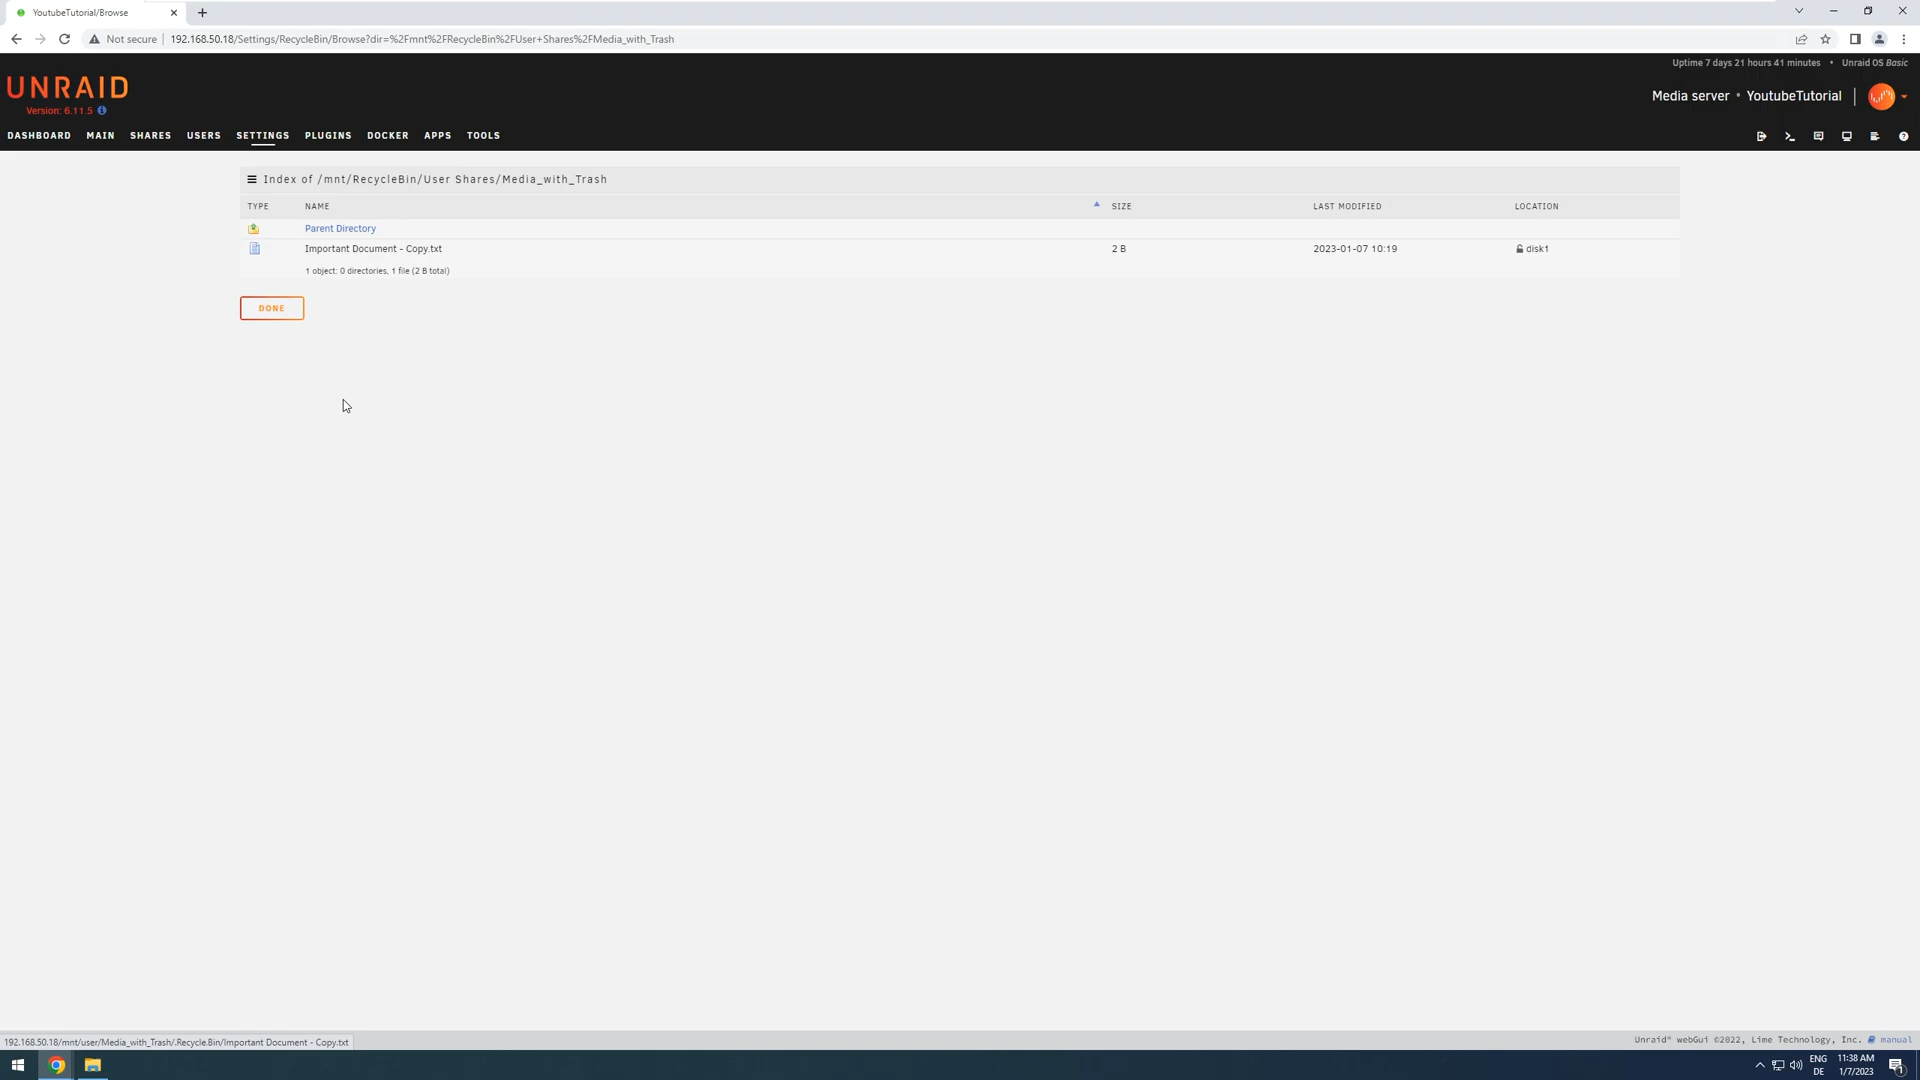 YoutubeTutorial/Browse
Not secure
192.168.50.18/Settings/RecycleBin/Browse?dir=%2Fmnt%2FRecycleBin%2FUser+Shares%2FMedia_with_Trash
Uptime 7 days 21 hours 41 minutes • Unraid OS Basic
UNRAID
Version: 6.11.5
Media server • YoutubeTutorial
DASHBOARD MAIN SHARES USERS SETTINGS PLUGINS DOCKER APPS TOOLS
Index of /mnt/RecycleBin/User Shares/Media_with_Trash
TYPE NAME SIZE LAST MODIFIED LOCATION
Parent Directory
Important Document - Copy.txt 2 B 2023-01-07 10:19 disk1
1 object: 0 directories, 1 file (2 B total)
DONE
192.168.50.18/mnt/user/Media_with_Trash/.Recycle.Bin/Important Document - Copy.txt
Unraid® webGui ©2022, Lime Technology, Inc. manual
ENG 11:38 AM
DE 1/7/2023
1